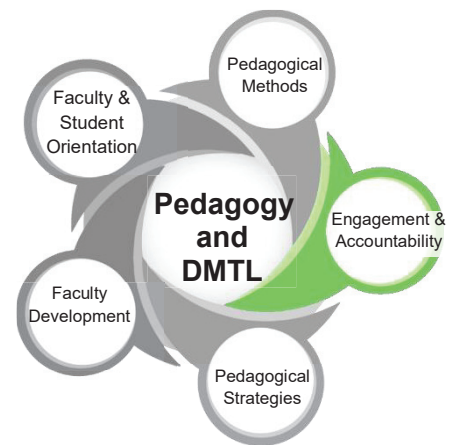 Pedagogical
Methods
Faculty &
Student
Orientation
Pedagogy
and
DMTL
Engagement &
Accountability
Faculty
Development
Pedagogical
Strategies